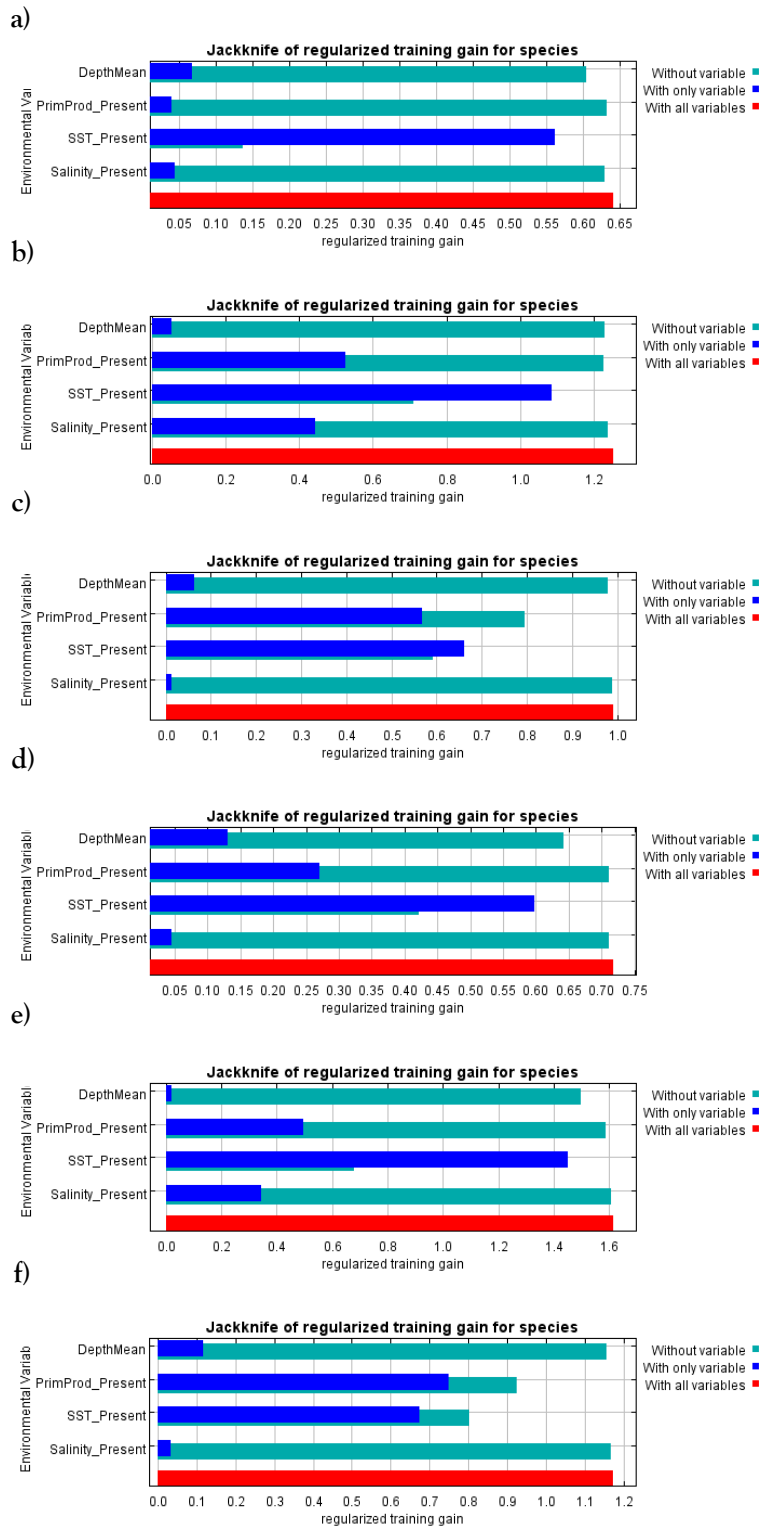 a)
Jackknife of regularized training gain for species
Environmental Va
DepthMean
PrimProd_Present
SST_Present
Salinity_Present
Without variable
With only variable
With all variables
0.05 0.10 0.15 0.20 0.25 0.30 0.35 0.40 0.45 0.50 0.55 0.60 0.65
regularized training gain
b)
Jackknife of regularized training gain for species
Environmental Variab
DepthMean
PrimProd_Present
SST_Present
Salinity_Present
Without variable
With only variable
With all variables
0.0 0.2 0.4 0.6 0.8 1.0 1.2
regularized training gain
c)
Jackknife of regularized training gain for species
Environmental Variabl
DepthMean
PrimProd_Present
SST_Present
Salinity_Present
Without variable
With only variable
With all variables
0.0 0.1 0.2 0.3 0.4 0.5 0.6 0.7 0.8 0.9 1.0
regularized training gain
d)
Jackknife of regularized training gain for species
Environmental Variabl
DepthMean
PrimProd_Present
SST_Present
Salinity_Present
Without variable
With only variable
With all variables
0.05 0.10 0.15 0.20 0.25 0.30 0.35 0.40 0.45 0.50 0.55 0.60 0.65 0.70 0.75
regularized training gain
e)
Jackknife of regularized training gain for species
Environmental Variabl
DepthMean
PrimProd_Present
SST_Present
Salinity_Present
Without variable
With only variable
With all variables
0.0 0.2 0.4 0.6 0.8 1.0 1.2 1.4 1.6
regularized training gain
f)
Jackknife of regularized training gain for species
Environmental Variab
DepthMean
PrimProd_Present
SST_Present
Salinity_Present
Without variable
With only variable
With all variables
0.0 0.1 0.2 0.3 0.4 0.5 0.6 0.7 0.8 0.9 1.0 1.1 1.2
regularized training gain